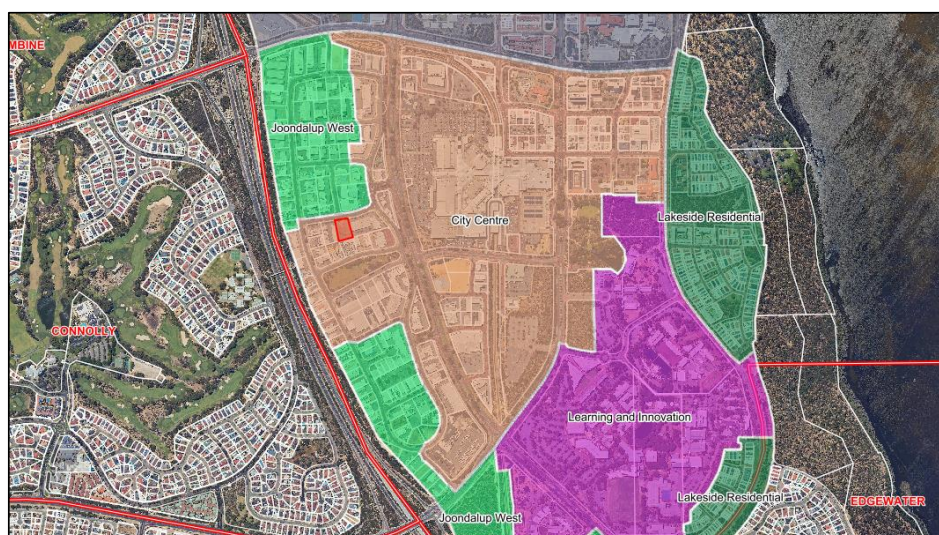 MBINE
Joondalup West
City Centre
Lakeside Residential
CONNOLLY
Learning and Innovation
Lakeside Residential
EDGEWATER
Joondalup West